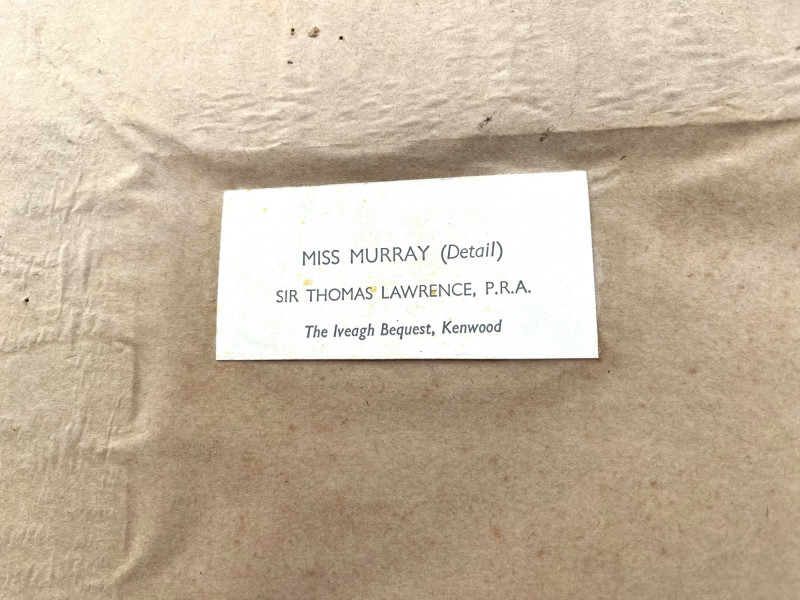 MISS MURRAY (Detail)
SIR THOMAS LAWRENCE, P.R.A.
The Iveagh Bequest, Kenwood